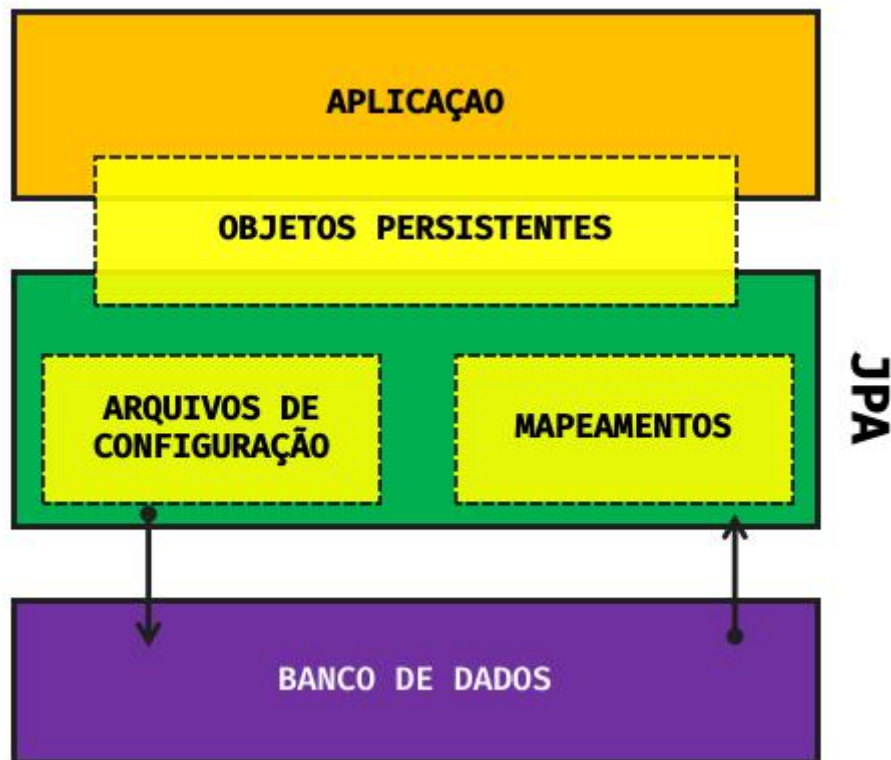 APLICAÇAO
OBJETOS PERSISTENTES
ARQUIVOS DE
CONFIGURAÇÃO
MAPEAMENTOS
JPA
BANCO DE DADOS